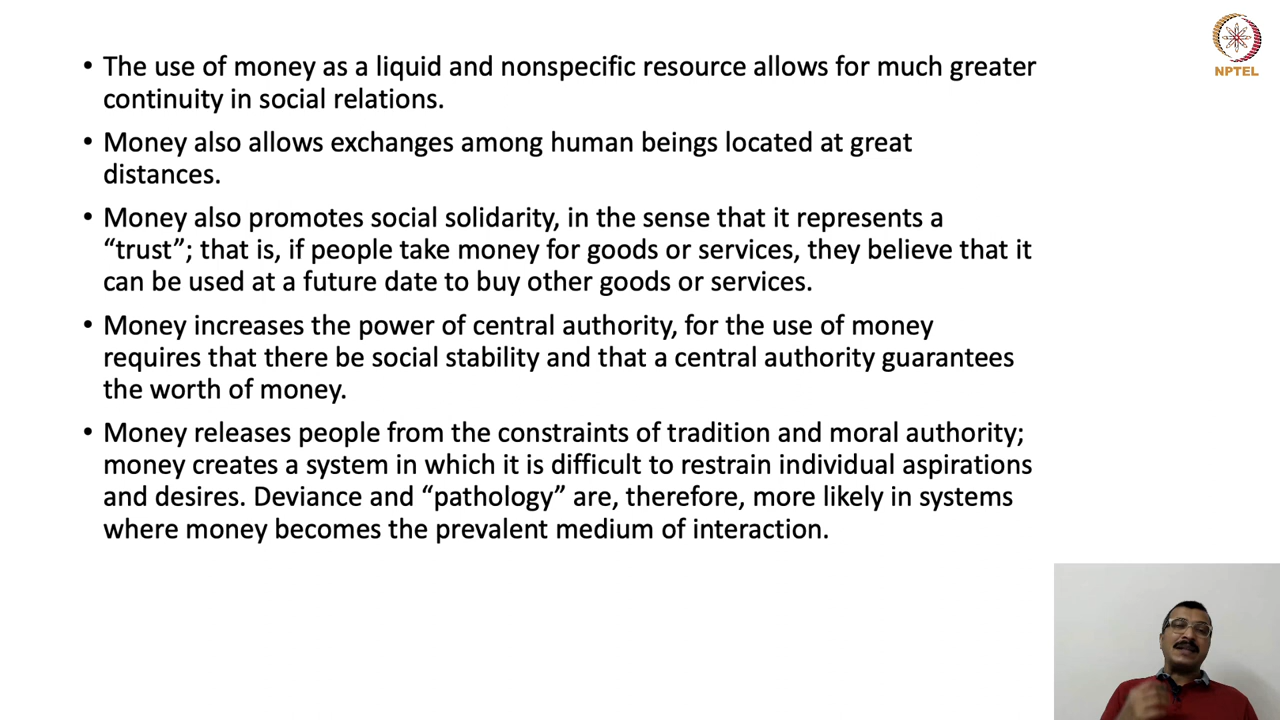 NPTEL
• The use of money as a liquid and nonspecific resource allows for much greater
continuity in social relations.
• Money also allows exchanges among human beings located at great
distances.
• Money also promotes social solidarity, in the sense that it represents a
“trust”; that is, if people take money for goods or services, they believe that it
can be used at a future date to buy other goods or services.
• Money increases the power of central authority, for the use of money
requires that there be social stability and that a central authority guarantees
the worth of money.
• Money releases people from the constraints of tradition and moral authority;
money creates a system in which it is difficult to restrain individual aspirations
and desires. Deviance and “pathology” are, therefore, more likely in systems
where money becomes the prevalent medium of interaction.